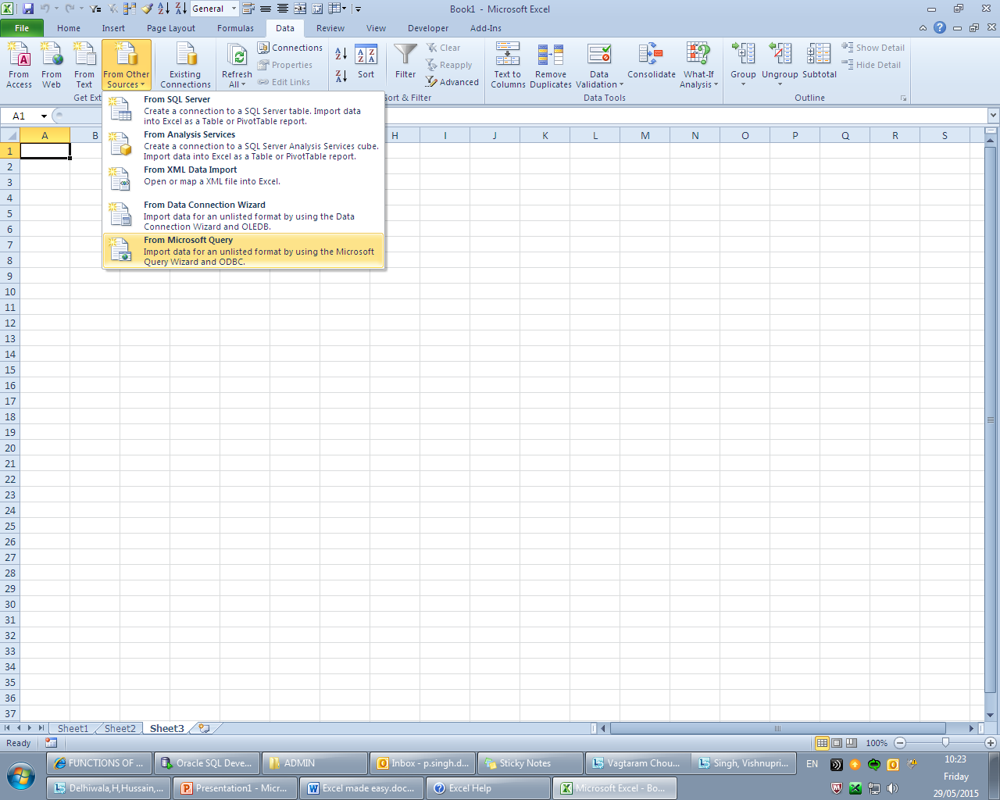 General
Book1 - Microsoft Excel
File Home Insert Page Layout Formulas Data Review View Developer Add-Ins
From Access
From Web
From Text
From Other Sources
Existing Connections
Refresh All
Connections
Properties
Edit Links
Sort
Filter
Clear
Reapply
Advanced
Text to Columns
Remove Duplicates
Data Validation
Consolidate
What-If Analysis
Group
Ungroup
Subtotal
Show Detail
Hide Detail
Get Ext
ort & Filter
Data Tools
Outline
From SQL Server
Create a connection to a SQL Server table. Import data
into Excel as a Table or PivotTable report.
From Analysis Services
Create a connection to a SQL Server Analysis Services cube.
Import data into Excel as a Table or PivotTable report.
From XML Data Import
Open or map a XML file into Excel.
From Data Connection Wizard
Import data for an unlisted format by using the Data
Connection Wizard and OLEDB.
From Microsoft Query
Import data for an unlisted format by using the Microsoft
Query Wizard and ODBC.
A1
A B H I J K L M N O P Q R S
1
2
3
4
5
6
7
8
9
10
11
12
13
14
15
16
17
18
19
20
21
22
23
24
25
26
27
28
29
30
31
32
33
34
35
36
37
Sheet1 Sheet2 Sheet3
Ready
100%
FUNCTIONS OF ...
Oracle SQL Deve...
ADMIN
Inbox - p.singh.d...
Sticky Notes
Vagtaram Chou...
Singh, Vishnupri...
EN
10:23
Friday
29/05/2015
Delhiwala,H,Hussain,...
Presentation1 - Micr...
Excel made easy.doc...
Excel Help
Microsoft Excel - Bo...